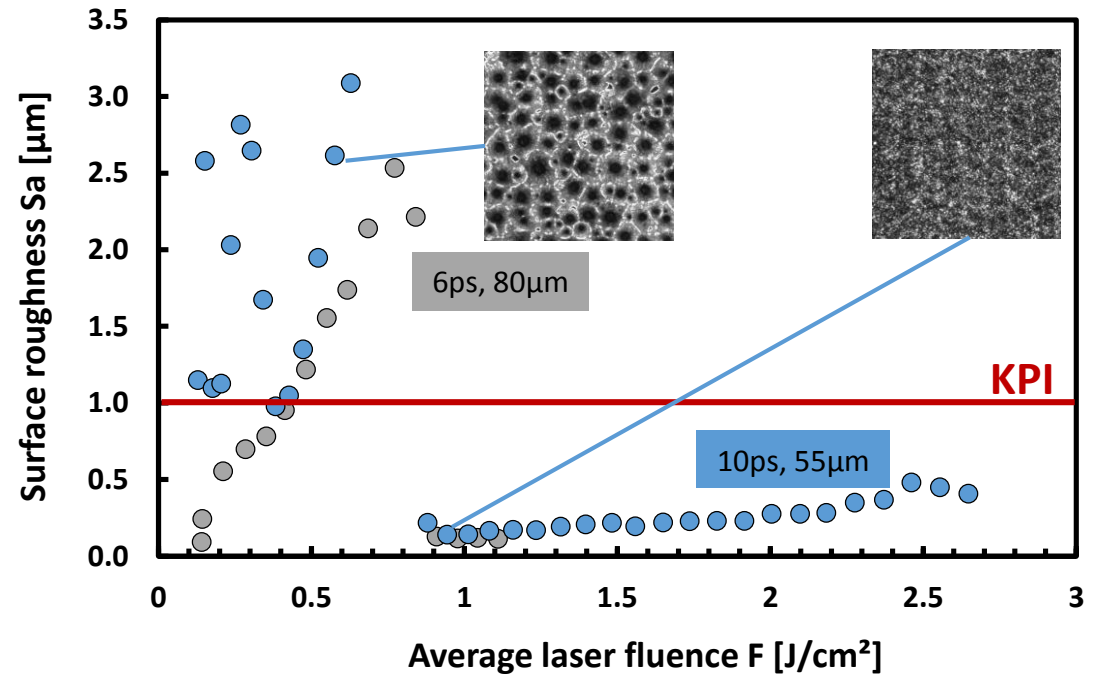 Surface roughness Sa [µm]
3.5
3.0
2.5
2.0
1.5
1.0
0.5
0.0
6ps, 80µm
KPI
10ps, 55µm
0 0.5 1 1.5 2 2.5 3
Average laser fluence F [J/cm²]